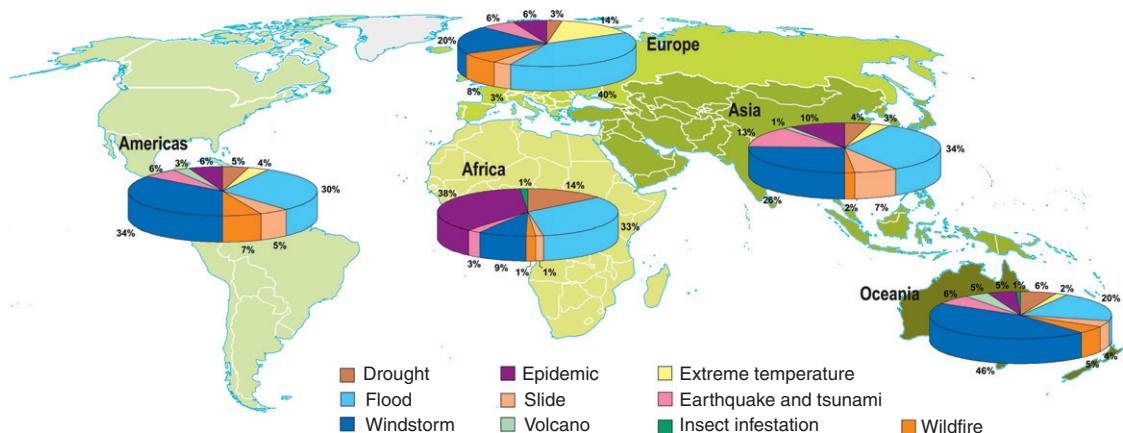 6% 6% 3% 14%
20%
Europe
8% 3% 40%
Asia
1% 10% 4% 3%
13%
34%
26% 2% 7%
Americas
6% 3% 6% 5% 4%
30%
34% 7% 5%
Africa
38% 1% 14%
33%
3% 9% 1% 1%
Oceania
6% 5% 5% 1% 6% 2%
20%
46% 5% 4%
Drought Epidemic Extreme temperature
Flood Slide Earthquake and tsunami
Windstorm Volcano Insect infestation Wildfire